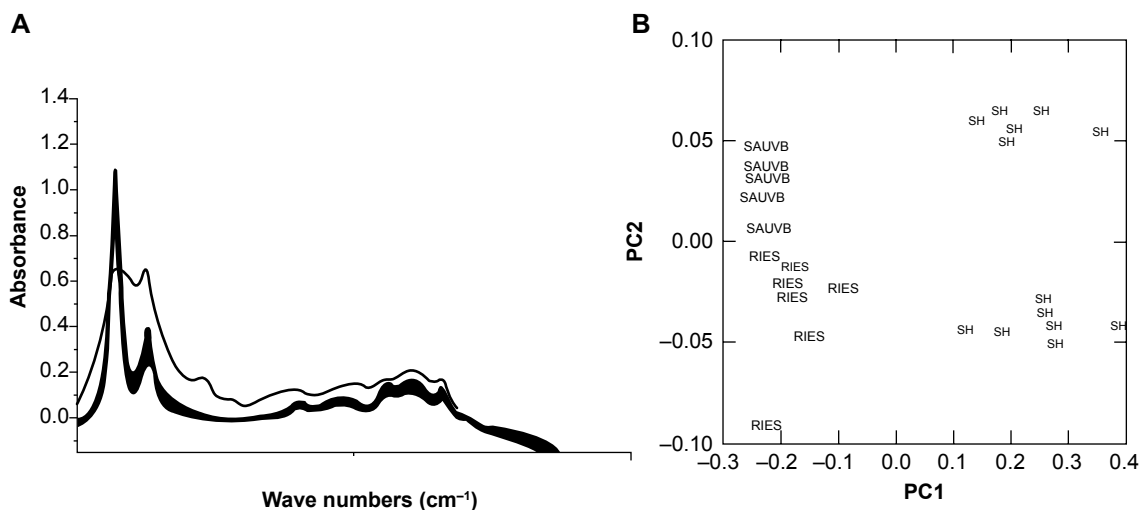 A
1.4
1.2
1.0
0.8
0.6
0.4
0.2
0.0
Absorbance
Wave numbers (cm⁻¹)
B
0.10
0.05
0.00
−0.05
−0.10
PC2
SH
SH
SH
SH
SH
SH
SAUVB
SAUVB
SAUVB
SAUVB
SAUVB
RIES
RIES
RIES
RIES
RIES
RIES
RIES
SH
SH
SH
SH
SH
SH
SH
−0.3 −0.2 −0.1 0.0 0.1 0.2 0.3 0.4
PC1